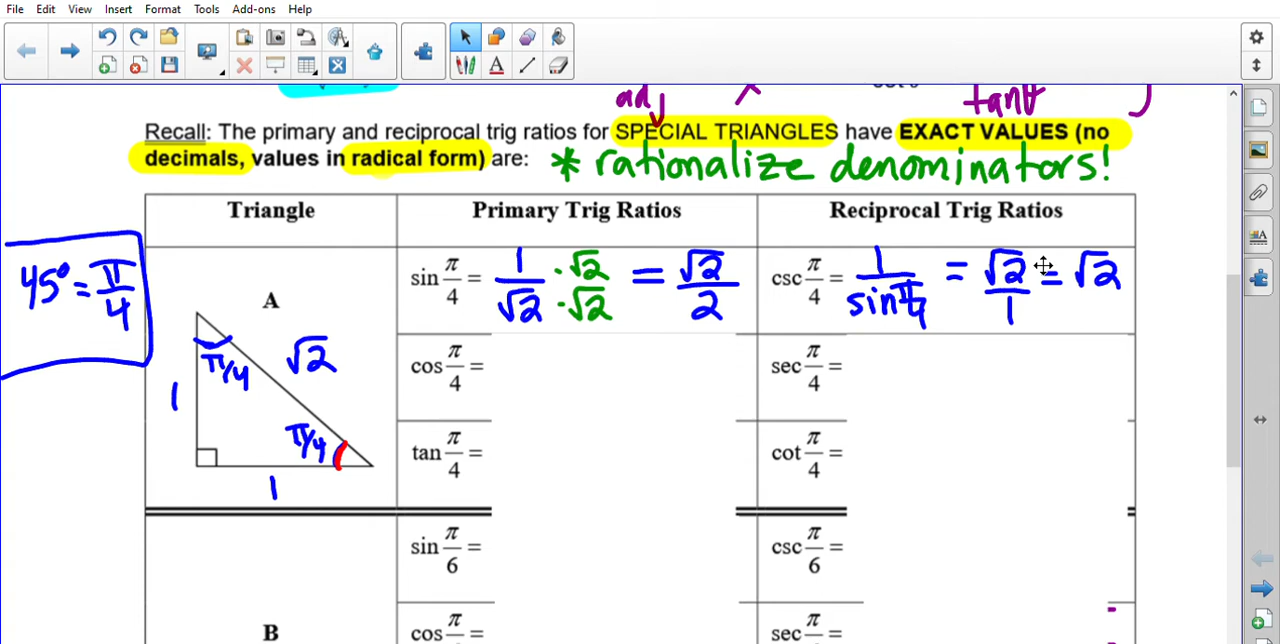 File Edit View Insert Format Tools Add-ons Help
adj tanθ
Recall: The primary and reciprocal trig ratios for SPECIAL TRIANGLES have EXACT VALUES (no
decimals, values in radical form) are: * rationalize denominators!
Triangle Primary Trig Ratios Reciprocal Trig Ratios
45° = π/4
A
π/4
√2
1
π/4
1
sin π/4 = 1/√2 ·√2/·√2 = √2/2
csc π/4 = 1/sin π/4 = √2/1 = √2
cos π/4 =
sec π/4 =
tan π/4 =
cot π/4 =
B
sin π/6 =
csc π/6 =
cos π =
sec π =